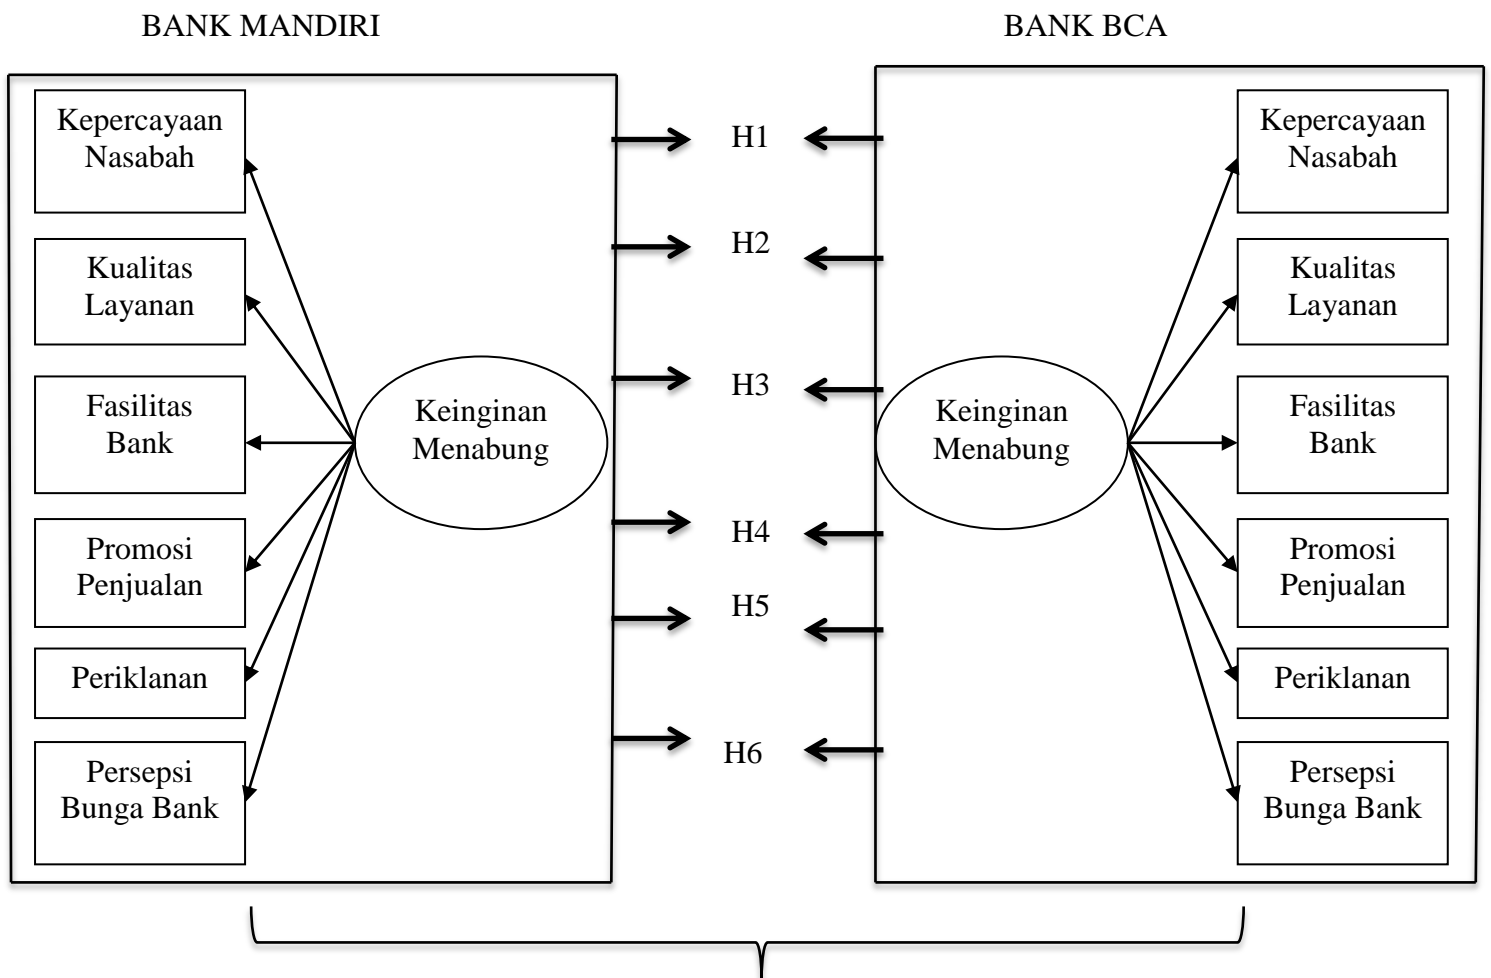 BANK MANDIRI
BANK BCA
Kepercayaan
Nasabah
Kualitas
Layanan
Fasilitas
Bank
Promosi
Penjualan
Periklanan
Persepsi
Bunga Bank
Keinginan
Menabung
H1
H2
H3
H4
H5
H6
Keinginan
Menabung
Kepercayaan
Nasabah
Kualitas
Layanan
Fasilitas
Bank
Promosi
Penjualan
Periklanan
Persepsi
Bunga Bank